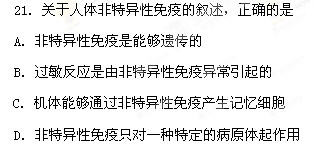 21. 关于人体非特异性免疫的叙述，正确的是
A. 非特异性免疫是能够遗传的
B. 过敏反应是由非特异性免疫异常引起的
C. 机体能够通过非特异性免疫产生记忆细胞
D. 非特异性免疫只对一种特定的病原体起作用